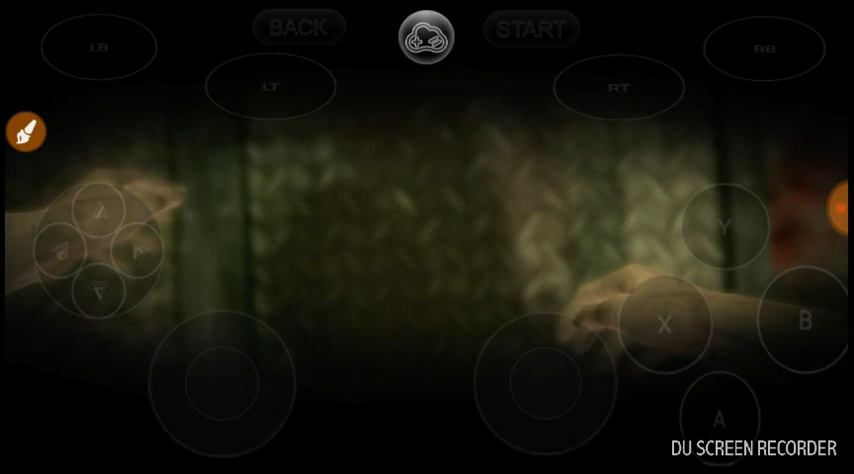 BACK
START
LB
RB
LT
RT
Y
X
B
A
DU SCREEN RECORDER